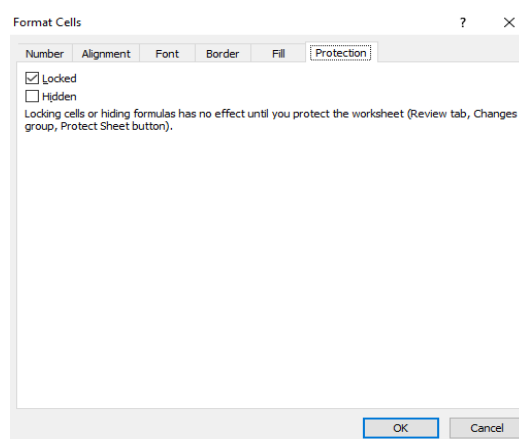 Format Cells ? ✕
Number Alignment Font Border Fill Protection
Locked
Hidden
Locking cells or hiding formulas has no effect until you protect the worksheet (Review tab, Changes
group, Protect Sheet button).
OK Cancel